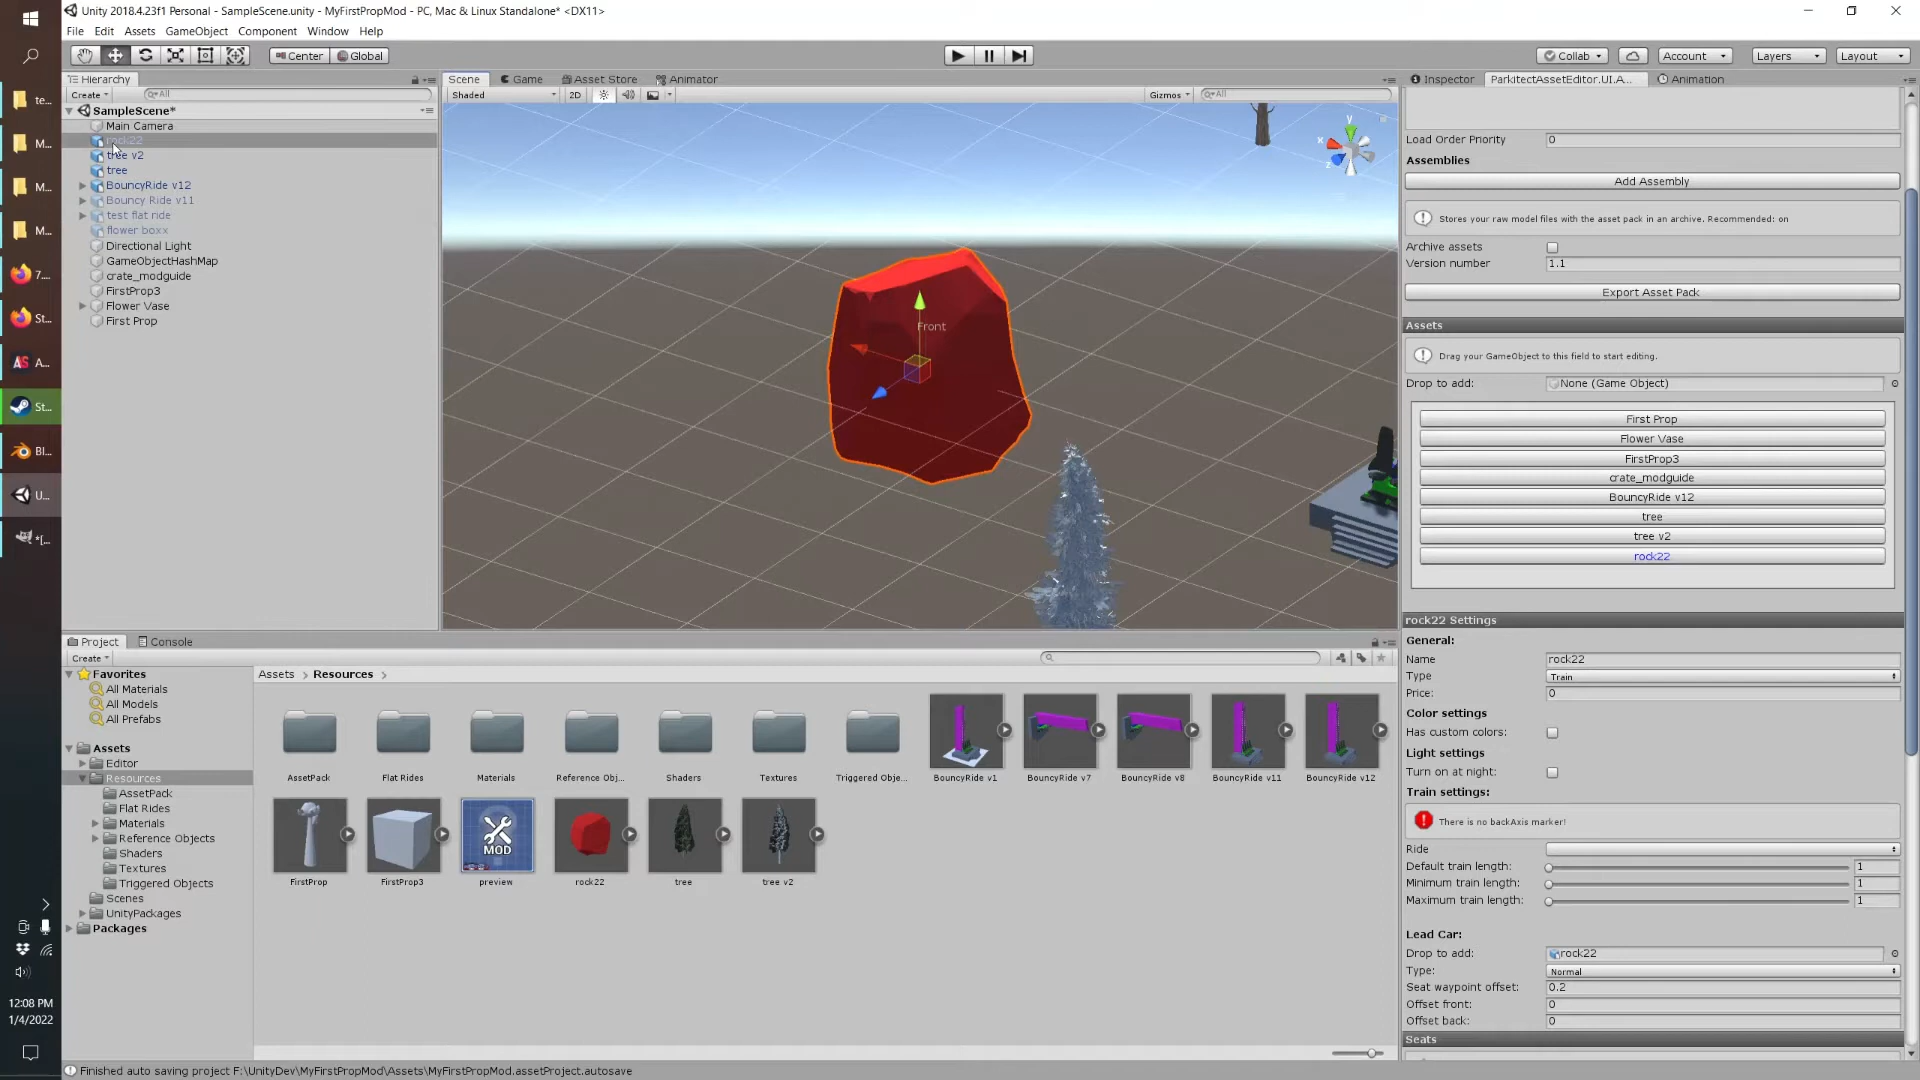 Unity 2018.4.23f1 Personal - SampleScene.unity - MyFirstPropMod - PC, Mac & Linux Standalone* <DX11>
File Edit Assets GameObject Component Window Help
Center Global
Collab Account Layers Layout
Hierarchy
Create All
SampleScene*
Main Camera
rock22
tree v2
tree
BouncyRide v12
Bouncy Ride v11
test flat ride
flower boxx
Directional Light
GameObjectHashMap
crate_modguide
FirstProp3
Flower Vase
First Prop
Scene Game Asset Store Animator
Shaded 2D Gizmos All
y
x
z
Front
Inspector ParkitectAssetEditor.UI.A... Animation
Load Order Priority 0
Assemblies
Add Assembly
Stores your raw model files with the asset pack in an archive. Recommended: on
Archive assets
Version number 1.1
Export Asset Pack
Assets
Drag your GameObject to this field to start editing.
Drop to add: None (Game Object)
First Prop
Flower Vase
FirstProp3
crate_modguide
BouncyRide v12
tree
tree v2
rock22
rock22 Settings
General:
Name rock22
Type Train
Price: 0
Color settings
Has custom colors:
Light settings
Turn on at night:
Train settings:
There is no backAxis marker!
Ride
Default train length: 1
Minimum train length: 1
Maximum train length: 1
Lead Car:
Drop to add: rock22
Type: Normal
Seat waypoint offset: 0.2
Offset front: 0
Offset back: 0
Seats
Project Console
Create
Favorites
All Materials
All Models
All Prefabs
Assets
Editor
Resources
AssetPack
Flat Rides
Materials
Reference Objects
Shaders
Textures
Triggered Objects
Scenes
UnityPackages
Packages
Assets Resources
AssetPack Flat Rides Materials Reference Obj... Shaders Textures Triggered Obje... BouncyRide v1 BouncyRide v7 BouncyRide v8 BouncyRide v11 BouncyRide v12
MOD
FirstProp FirstProp3 preview rock22 tree tree v2
Finished auto saving project F:\UnityDev\MyFirstPropMod\Assets\MyFirstPropMod.assetProject.autosave
te...
M...
M...
M...
7...
St...
AS A...
St...
Bl...
U...
*[...
12:08 PM
1/4/2022